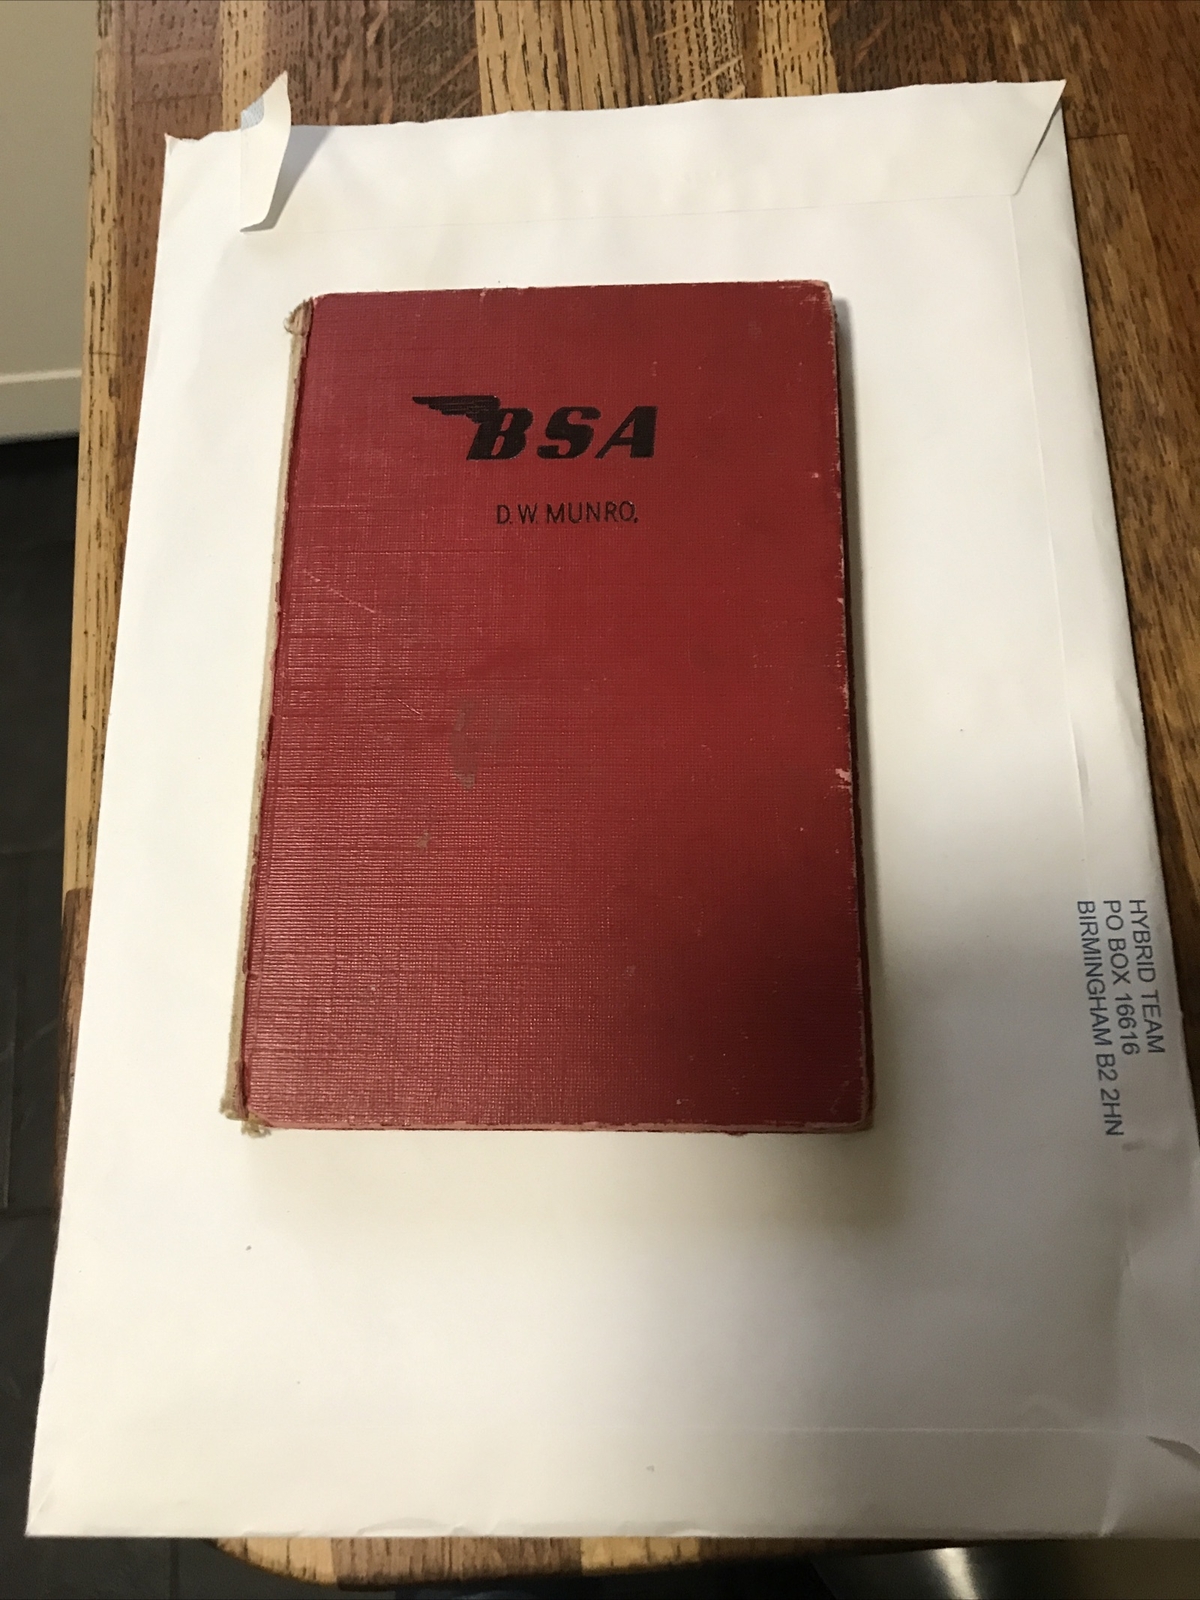 BSA
D.W. MUNRO.
HYBRID TEAM
PO BOX 16616
BIRMINGHAM B2 2HN